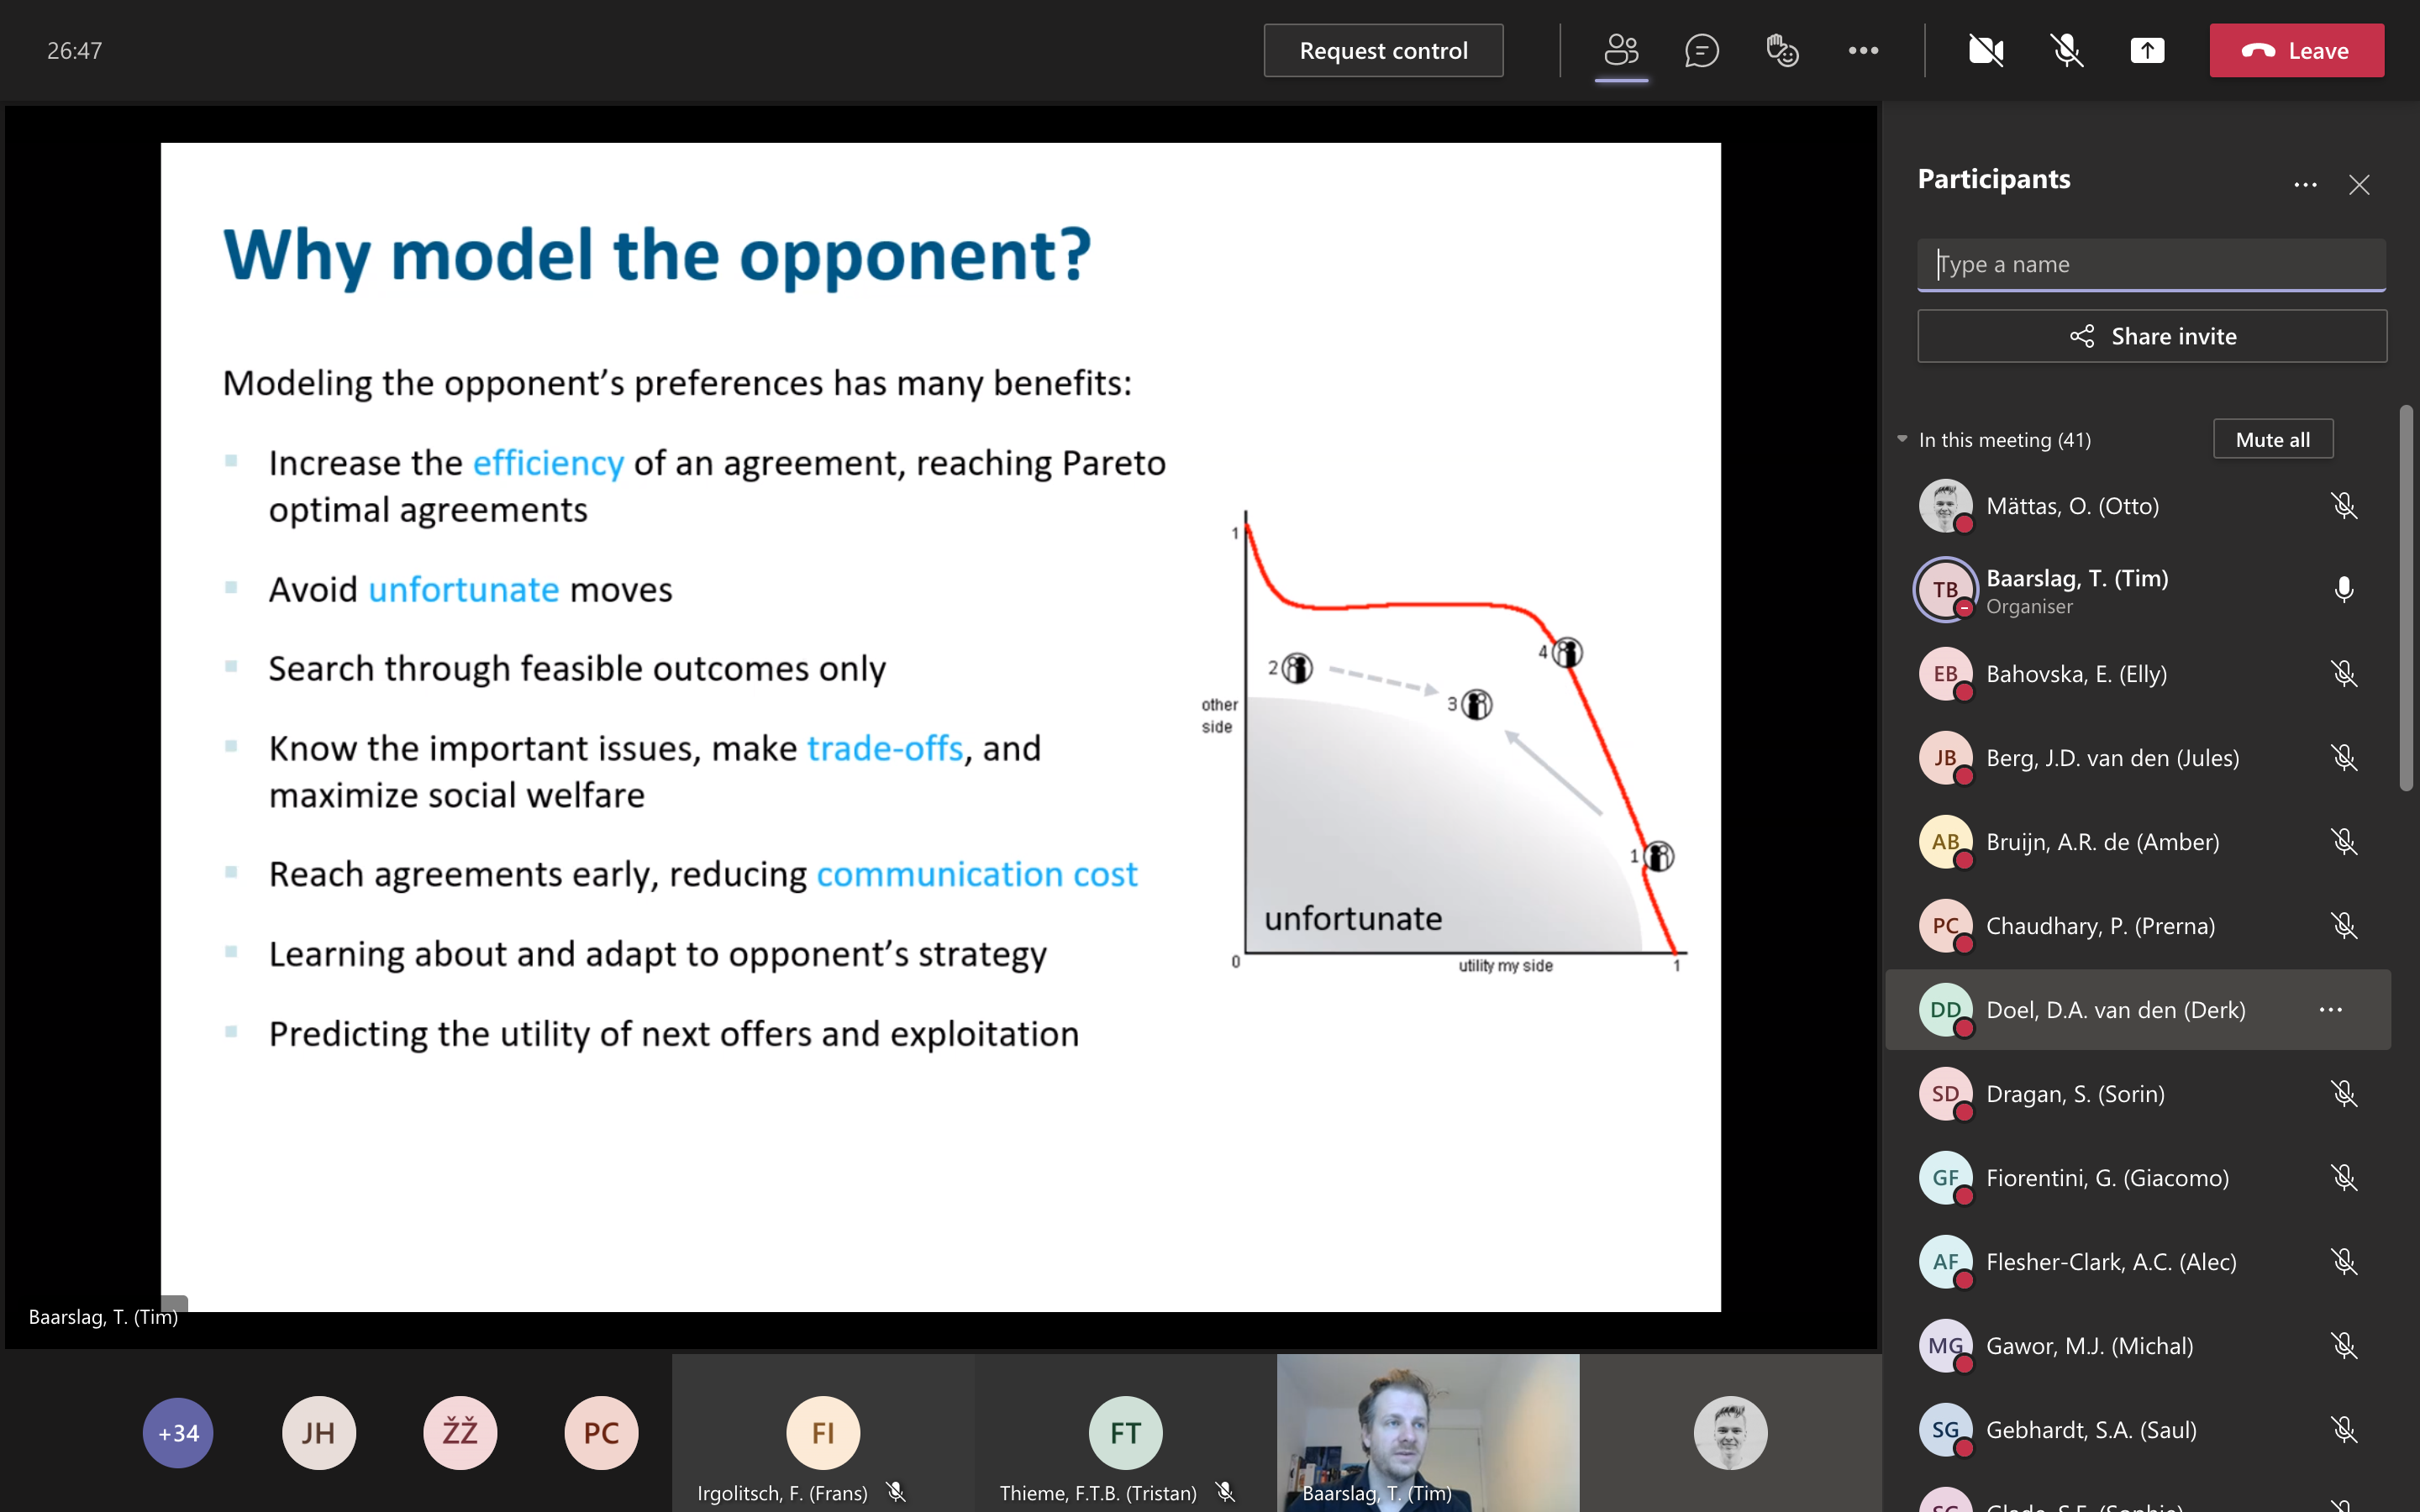 26:47
Request control
Leave
Why model the opponent?
Modeling the opponent’s preferences has many benefits:
Increase the efficiency of an agreement, reaching Pareto
optimal agreements
Avoid unfortunate moves
Search through feasible outcomes only
Know the important issues, make trade-offs, and
maximize social welfare
Reach agreements early, reducing communication cost
Learning about and adapt to opponent’s strategy
Predicting the utility of next offers and exploitation
1
4
2
3
other
side
1
unfortunate
0
utility my side
1
Baarslag, T. (Tim)
+34
JH
ŽŽ
PC
FI
Irgolitsch, F. (Frans)
FT
Thieme, F.T.B. (Tristan)
Baarslag, T. (Tim)
Participants
Type a name
Share invite
In this meeting (41)
Mute all
Mättas, O. (Otto)
TB
Baarslag, T. (Tim)
Organiser
EB
Bahovska, E. (Elly)
JB
Berg, J.D. van den (Jules)
AB
Bruijn, A.R. de (Amber)
PC
Chaudhary, P. (Prerna)
DD
Doel, D.A. van den (Derk)
SD
Dragan, S. (Sorin)
GF
Fiorentini, G. (Giacomo)
AF
Flesher-Clark, A.C. (Alec)
MG
Gawor, M.J. (Michal)
SG
Gebhardt, S.A. (Saul)